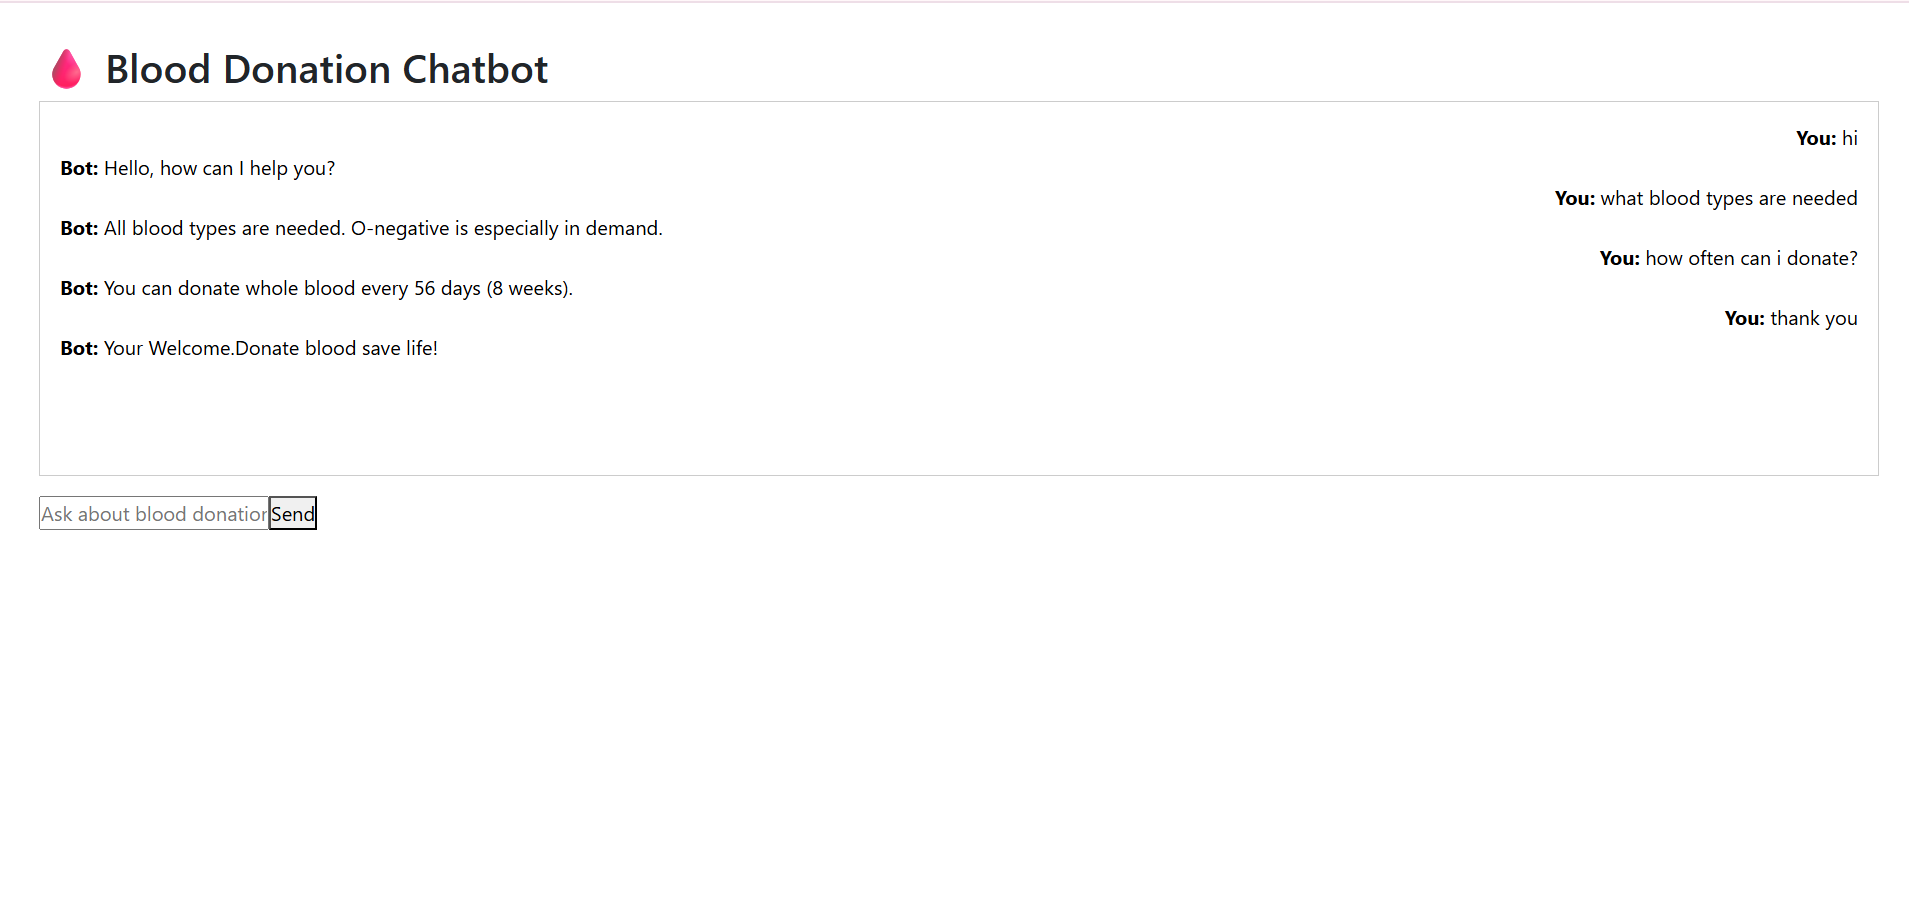 Blood Donation Chatbot
You: hi
Bot: Hello, how can I help you?
You: what blood types are needed
Bot: All blood types are needed. O-negative is especially in demand.
You: how often can i donate?
Bot: You can donate whole blood every 56 days (8 weeks).
You: thank you
Bot: Your Welcome.Donate blood save life!
Ask about blood donation Send